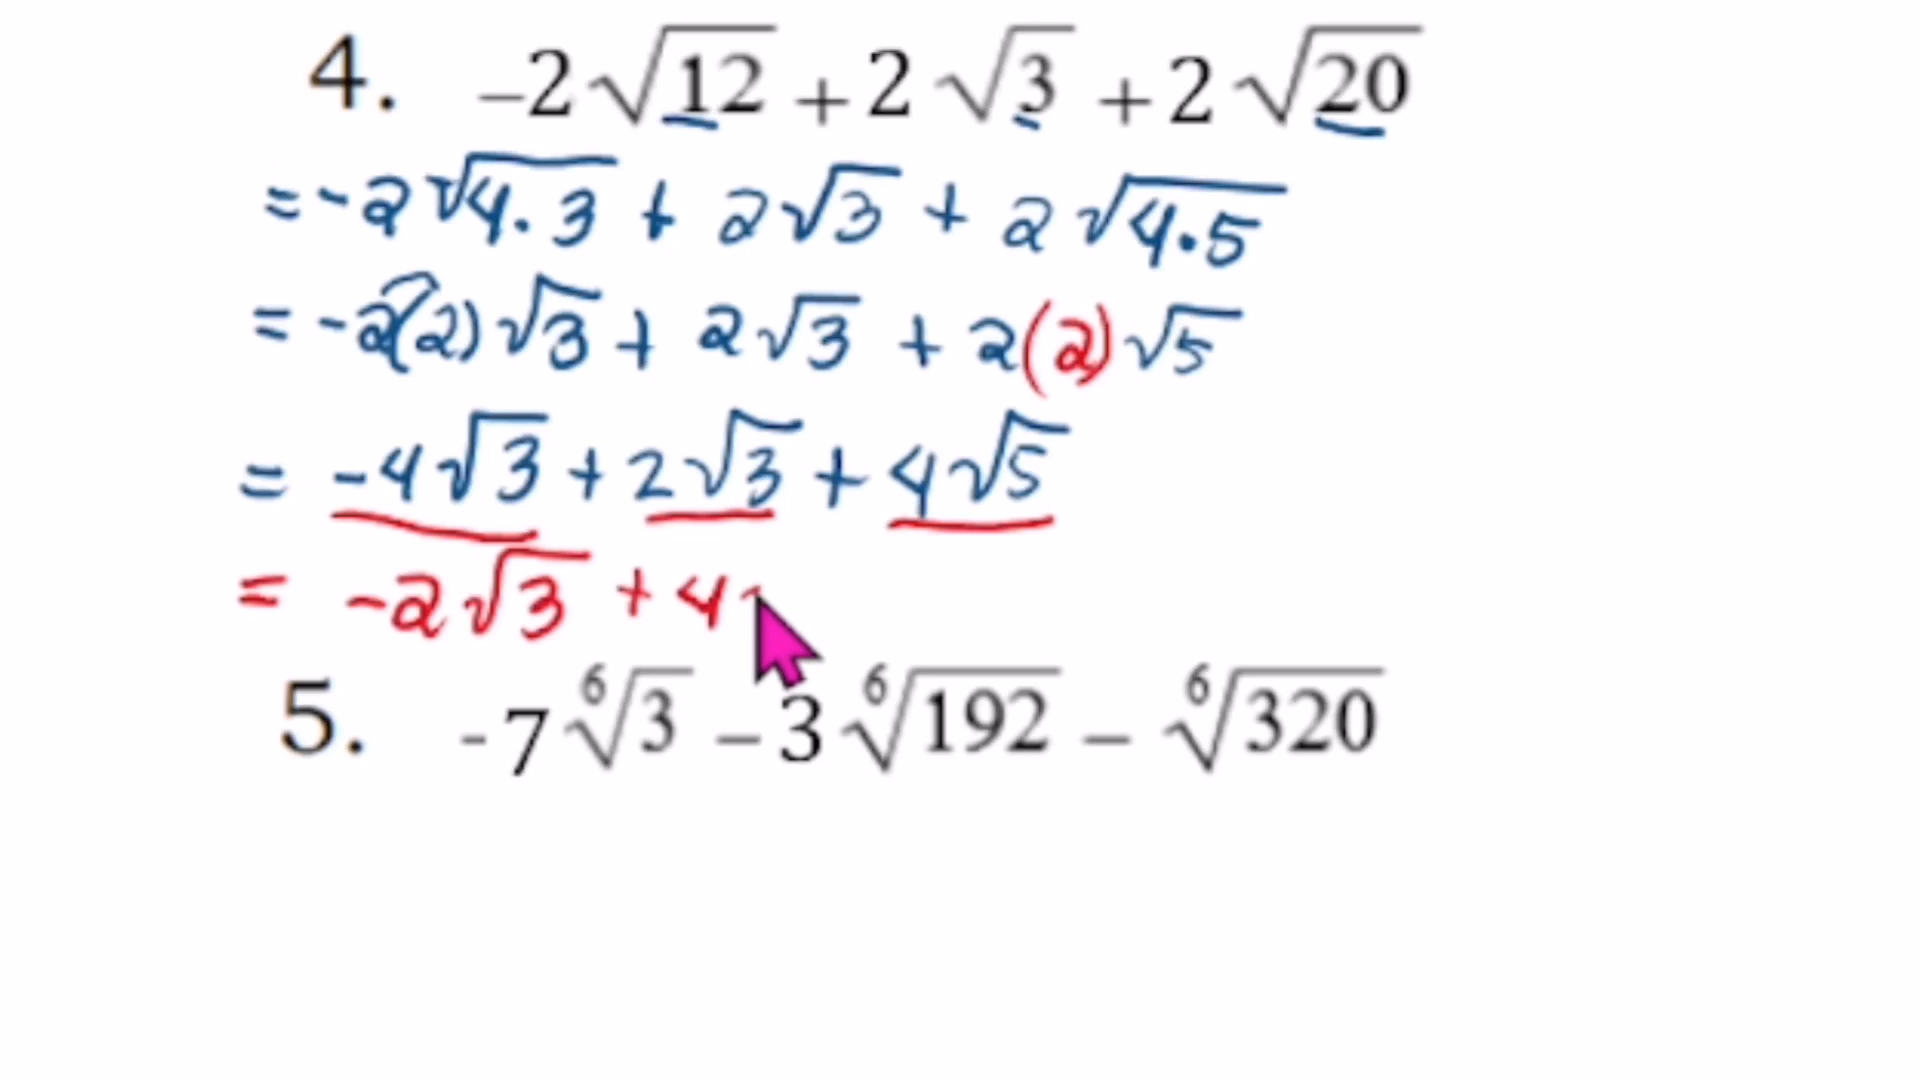 4. –2√12 + 2√3 + 2√20
= -2√4·3 + 2√3 + 2√4·5
= -2(2)√3 + 2√3 + 2(2)√5
= -4√3 + 2√3 + 4√5
= -2√3 + 4
5. -7⁶√3 – 3⁶√192 – ⁶√320